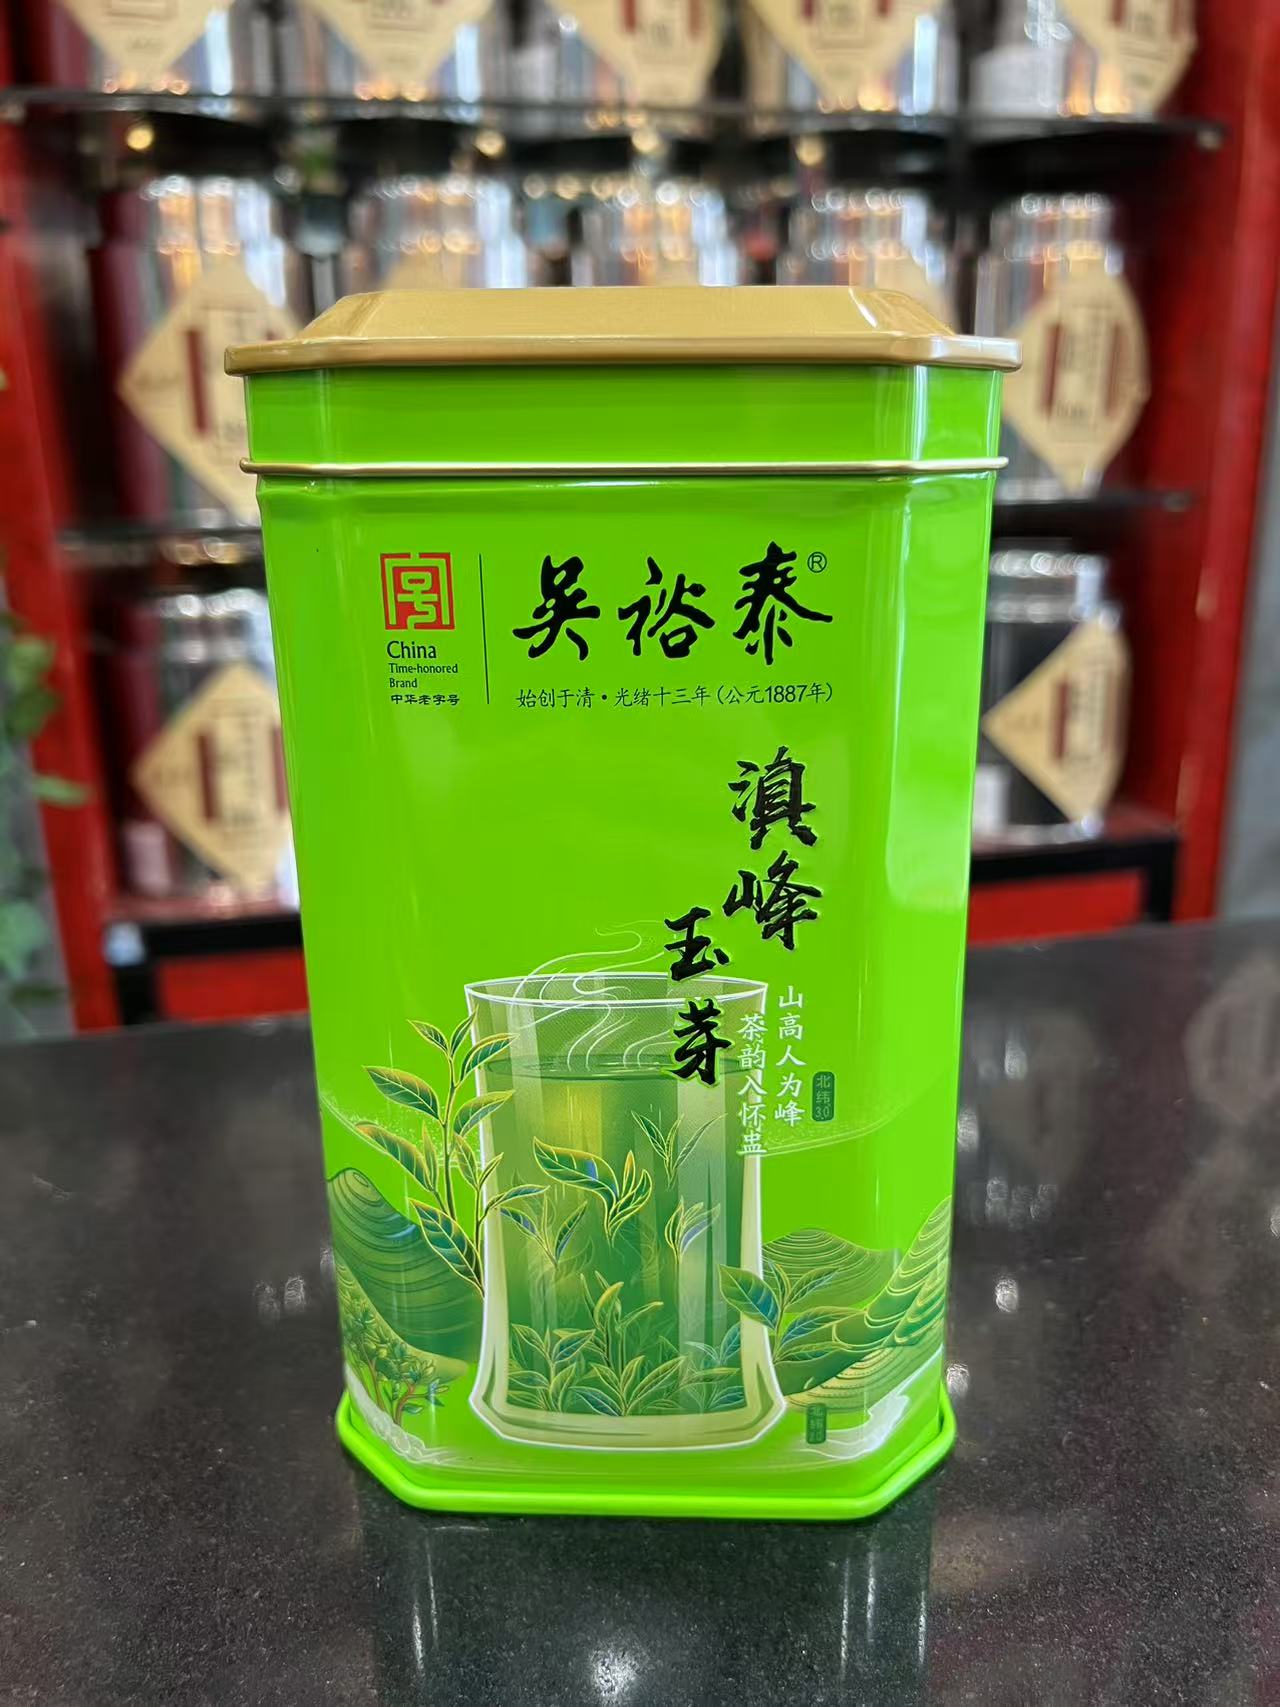 吴裕泰®
China
Time-honored
Brand
中华老字号
始创于清·光绪十三年(公元1887年)
滇峰
玉芽
山高人为峰
茶韵入怀盅
北纬30